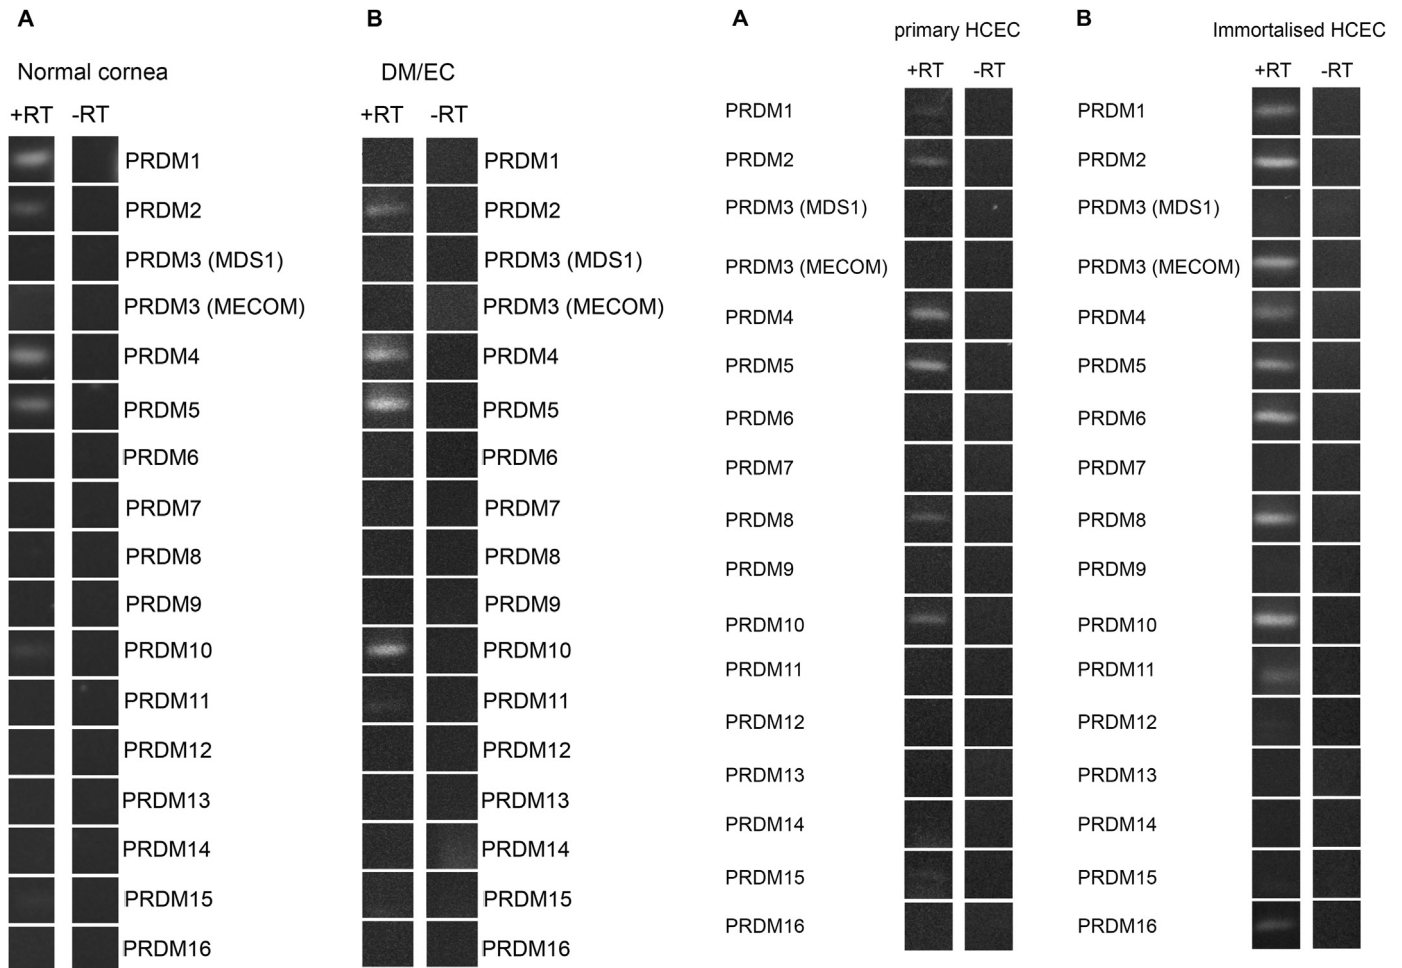 A
Normal cornea
+RT -RT
PRDM1
PRDM2
PRDM3 (MDS1)
PRDM3 (MECOM)
PRDM4
PRDM5
PRDM6
PRDM7
PRDM8
PRDM9
PRDM10
PRDM11
PRDM12
PRDM13
PRDM14
PRDM15
PRDM16
B
DM/EC
+RT -RT
PRDM1
PRDM2
PRDM3 (MDS1)
PRDM3 (MECOM)
PRDM4
PRDM5
PRDM6
PRDM7
PRDM8
PRDM9
PRDM10
PRDM11
PRDM12
PRDM13
PRDM14
PRDM15
PRDM16
A
primary HCEC
+RT -RT
PRDM1
PRDM2
PRDM3 (MDS1)
PRDM3 (MECOM)
PRDM4
PRDM5
PRDM6
PRDM7
PRDM8
PRDM9
PRDM10
PRDM11
PRDM12
PRDM13
PRDM14
PRDM15
PRDM16
B
Immortalised HCEC
+RT -RT
PRDM1
PRDM2
PRDM3 (MDS1)
PRDM3 (MECOM)
PRDM4
PRDM5
PRDM6
PRDM7
PRDM8
PRDM9
PRDM10
PRDM11
PRDM12
PRDM13
PRDM14
PRDM15
PRDM16